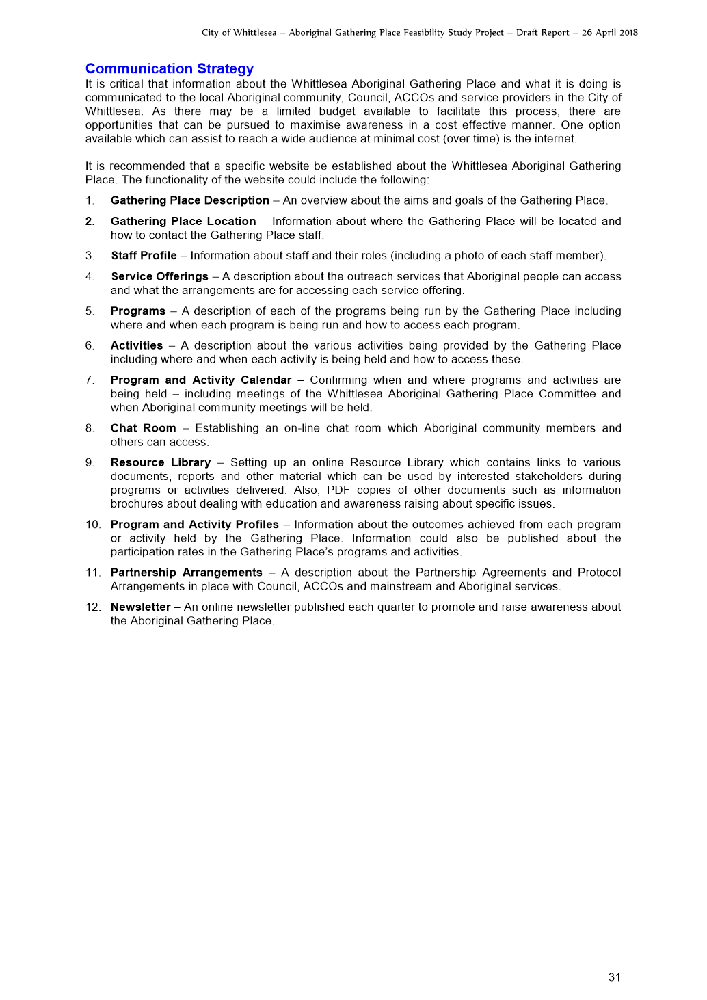 City of Whittlesea – Aboriginal Gathering Place Feasibility Study Project – Draft Report – 26 April 2018
Communication Strategy
It is critical that information about the Whittlesea Aboriginal Gathering Place and what it is doing is
communicated to the local Aboriginal community, Council, ACCOs and service providers in the City of
Whittlesea. As there may be a limited budget available to facilitate this process, there are
opportunities that can be pursued to maximise awareness in a cost effective manner. One option
available which can assist to reach a wide audience at minimal cost (over time) is the internet.
It is recommended that a specific website be established about the Whittlesea Aboriginal Gathering
Place. The functionality of the website could include the following:
1. Gathering Place Description – An overview about the aims and goals of the Gathering Place.
2. Gathering Place Location – Information about where the Gathering Place will be located and
how to contact the Gathering Place staff.
3. Staff Profile – Information about staff and their roles (including a photo of each staff member).
4. Service Offerings – A description about the outreach services that Aboriginal people can access
and what the arrangements are for accessing each service offering.
5. Programs – A description of each of the programs being run by the Gathering Place including
where and when each program is being run and how to access each program.
6. Activities – A description about the various activities being provided by the Gathering Place
including where and when each activity is being held and how to access these.
7. Program and Activity Calendar – Confirming when and where programs and activities are
being held – including meetings of the Whittlesea Aboriginal Gathering Place Committee and
when Aboriginal community meetings will be held.
8. Chat Room – Establishing an on-line chat room which Aboriginal community members and
others can access.
9. Resource Library – Setting up an online Resource Library which contains links to various
documents, reports and other material which can be used by interested stakeholders during
programs or activities delivered. Also, PDF copies of other documents such as information
brochures about dealing with education and awareness raising about specific issues.
10. Program and Activity Profiles – Information about the outcomes achieved from each program
or activity held by the Gathering Place. Information could also be published about the
participation rates in the Gathering Place's programs and activities.
11. Partnership Arrangements – A description about the Partnership Agreements and Protocol
Arrangements in place with Council, ACCOs and mainstream and Aboriginal services.
12. Newsletter – An online newsletter published each quarter to promote and raise awareness about
the Aboriginal Gathering Place.
31